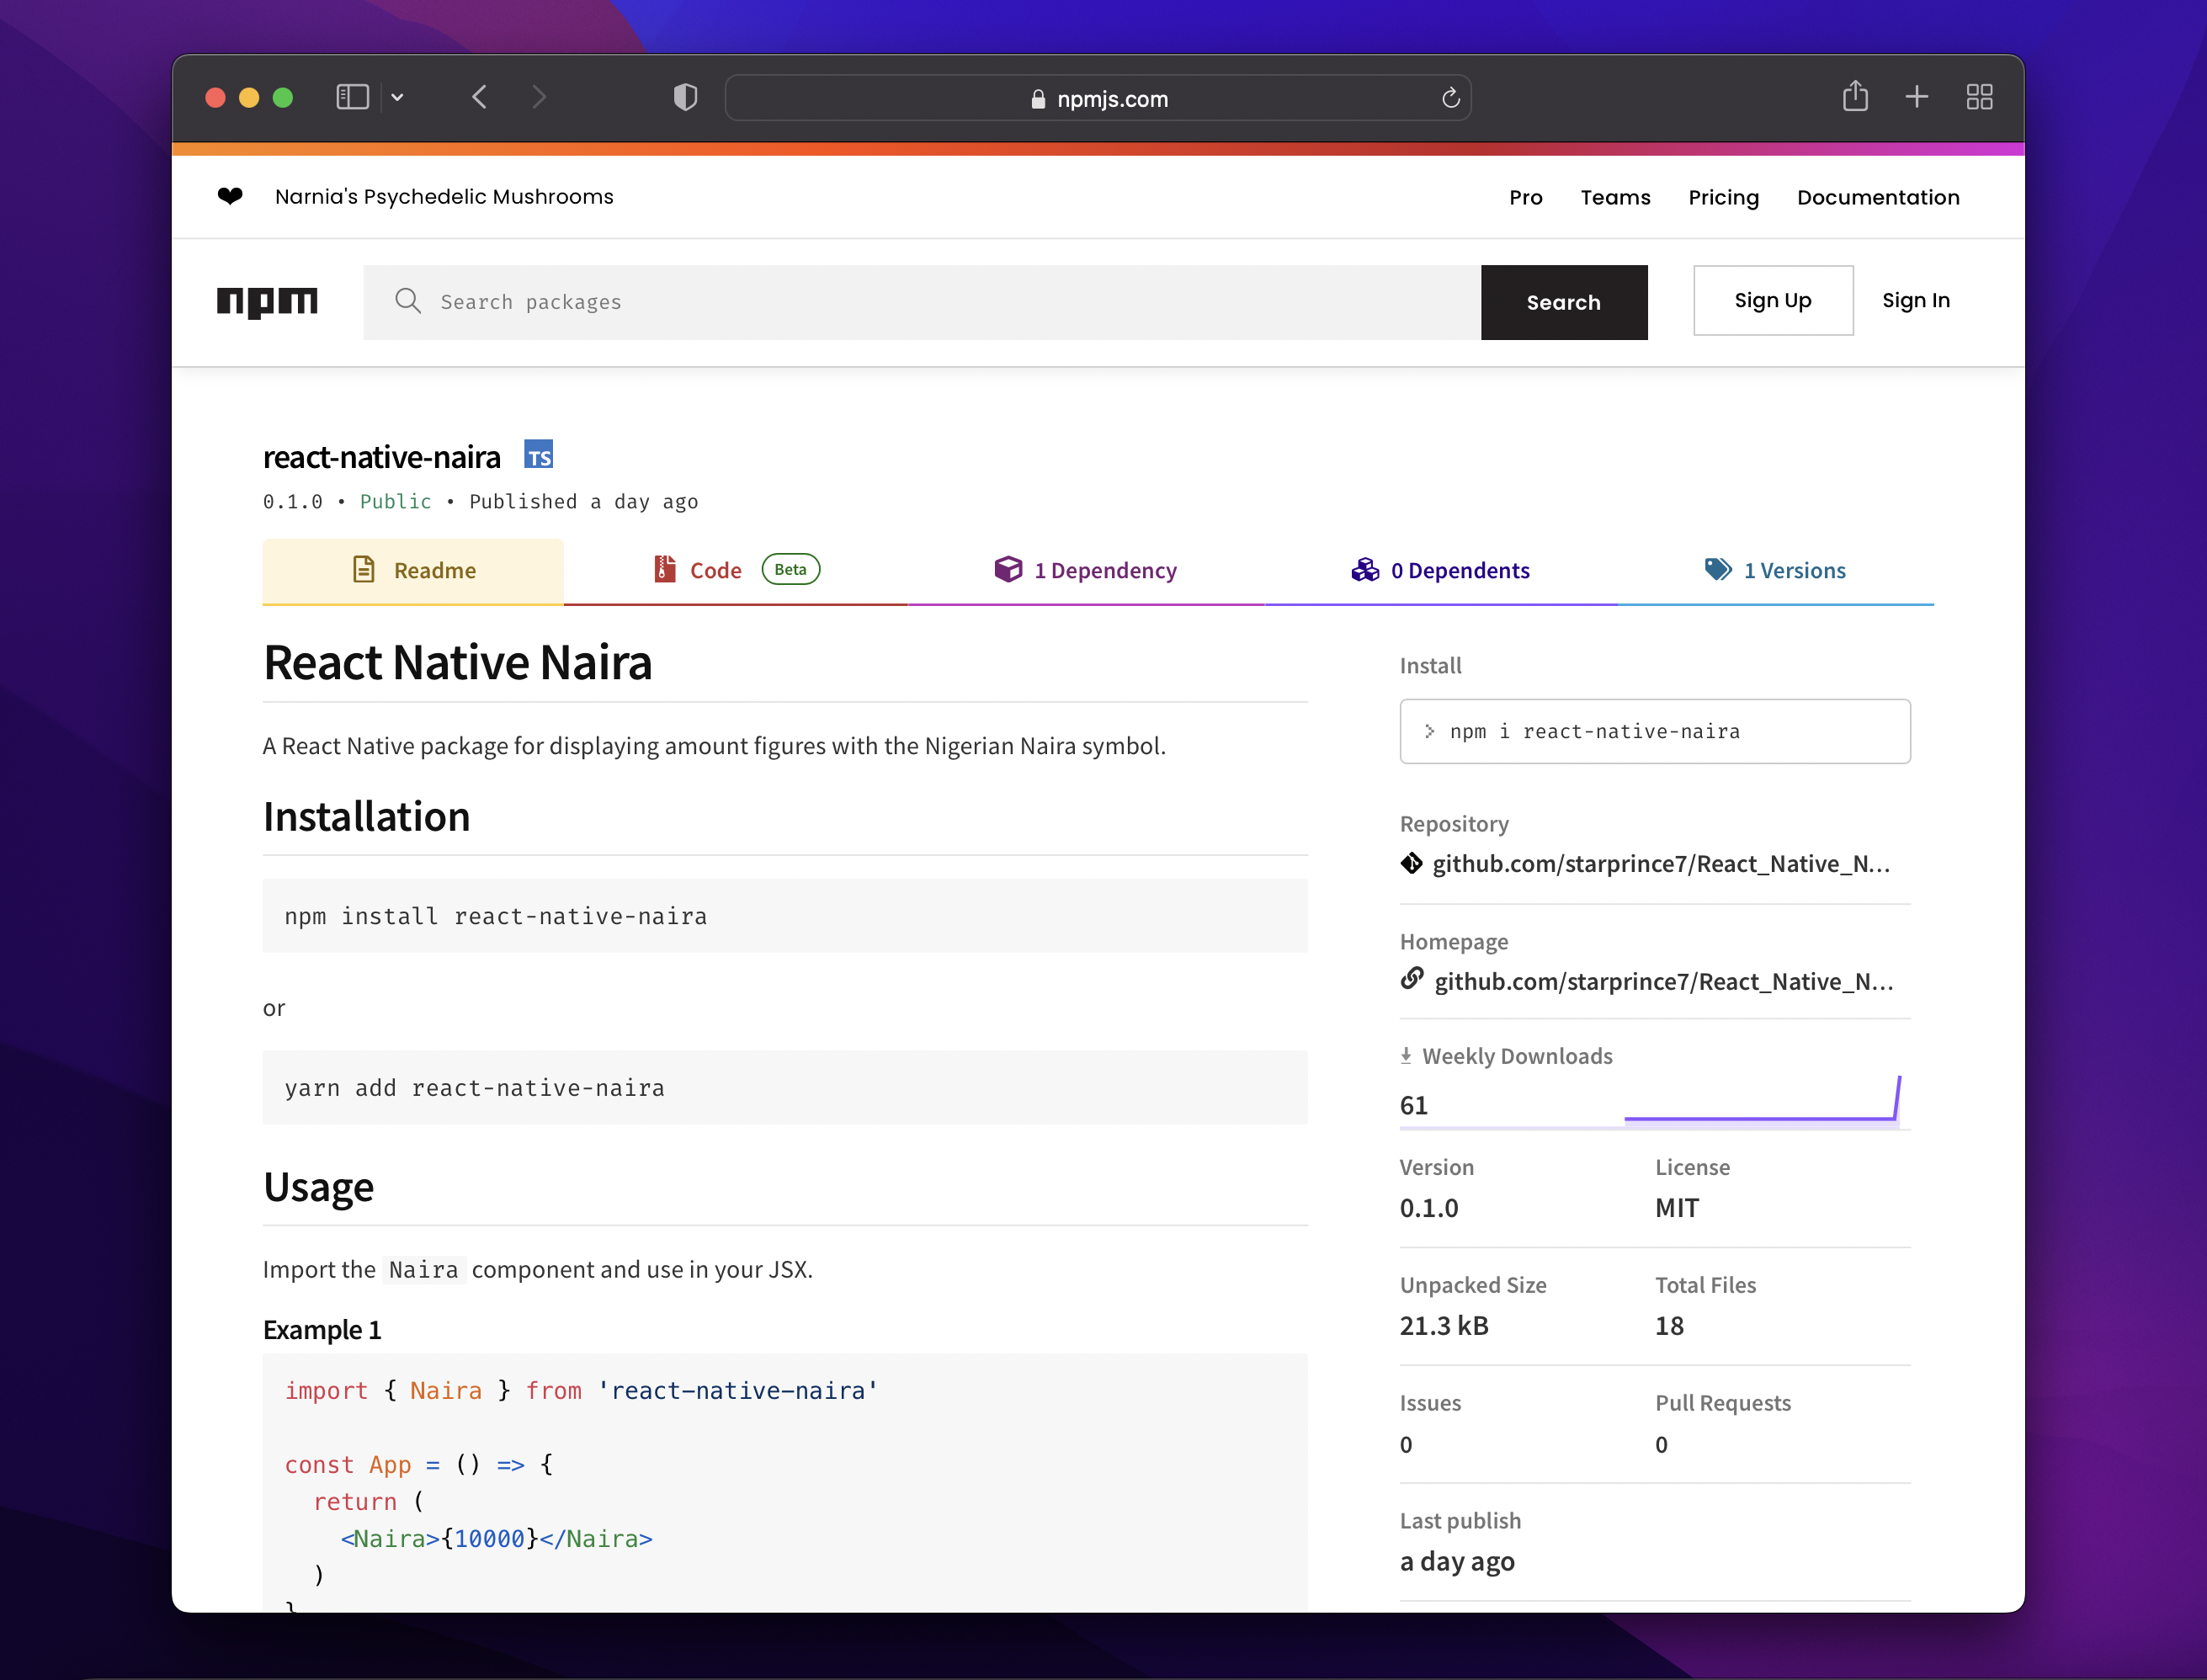 npmjs.com
Narnia's Psychedelic Mushrooms
Pro Teams Pricing Documentation
npm
Search packages
Search
Sign Up
Sign In
react-native-naira TS
0.1.0 • Public • Published a day ago
Readme
Code Beta
1 Dependency
0 Dependents
1 Versions
React Native Naira
A React Native package for displaying amount figures with the Nigerian Naira symbol.
Installation
npm install react-native-naira
or
yarn add react-native-naira
Usage
Import the Naira component and use in your JSX.
Example 1
import { Naira } from 'react-native-naira'
const App = () => {
return (
<Naira>{10000}</Naira>
)
}
Install
> npm i react-native-naira
Repository
github.com/starprince7/React_Native_N...
Homepage
github.com/starprince7/React_Native_N...
Weekly Downloads
61
Version
0.1.0
License
MIT
Unpacked Size
21.3 kB
Total Files
18
Issues
0
Pull Requests
0
Last publish
a day ago